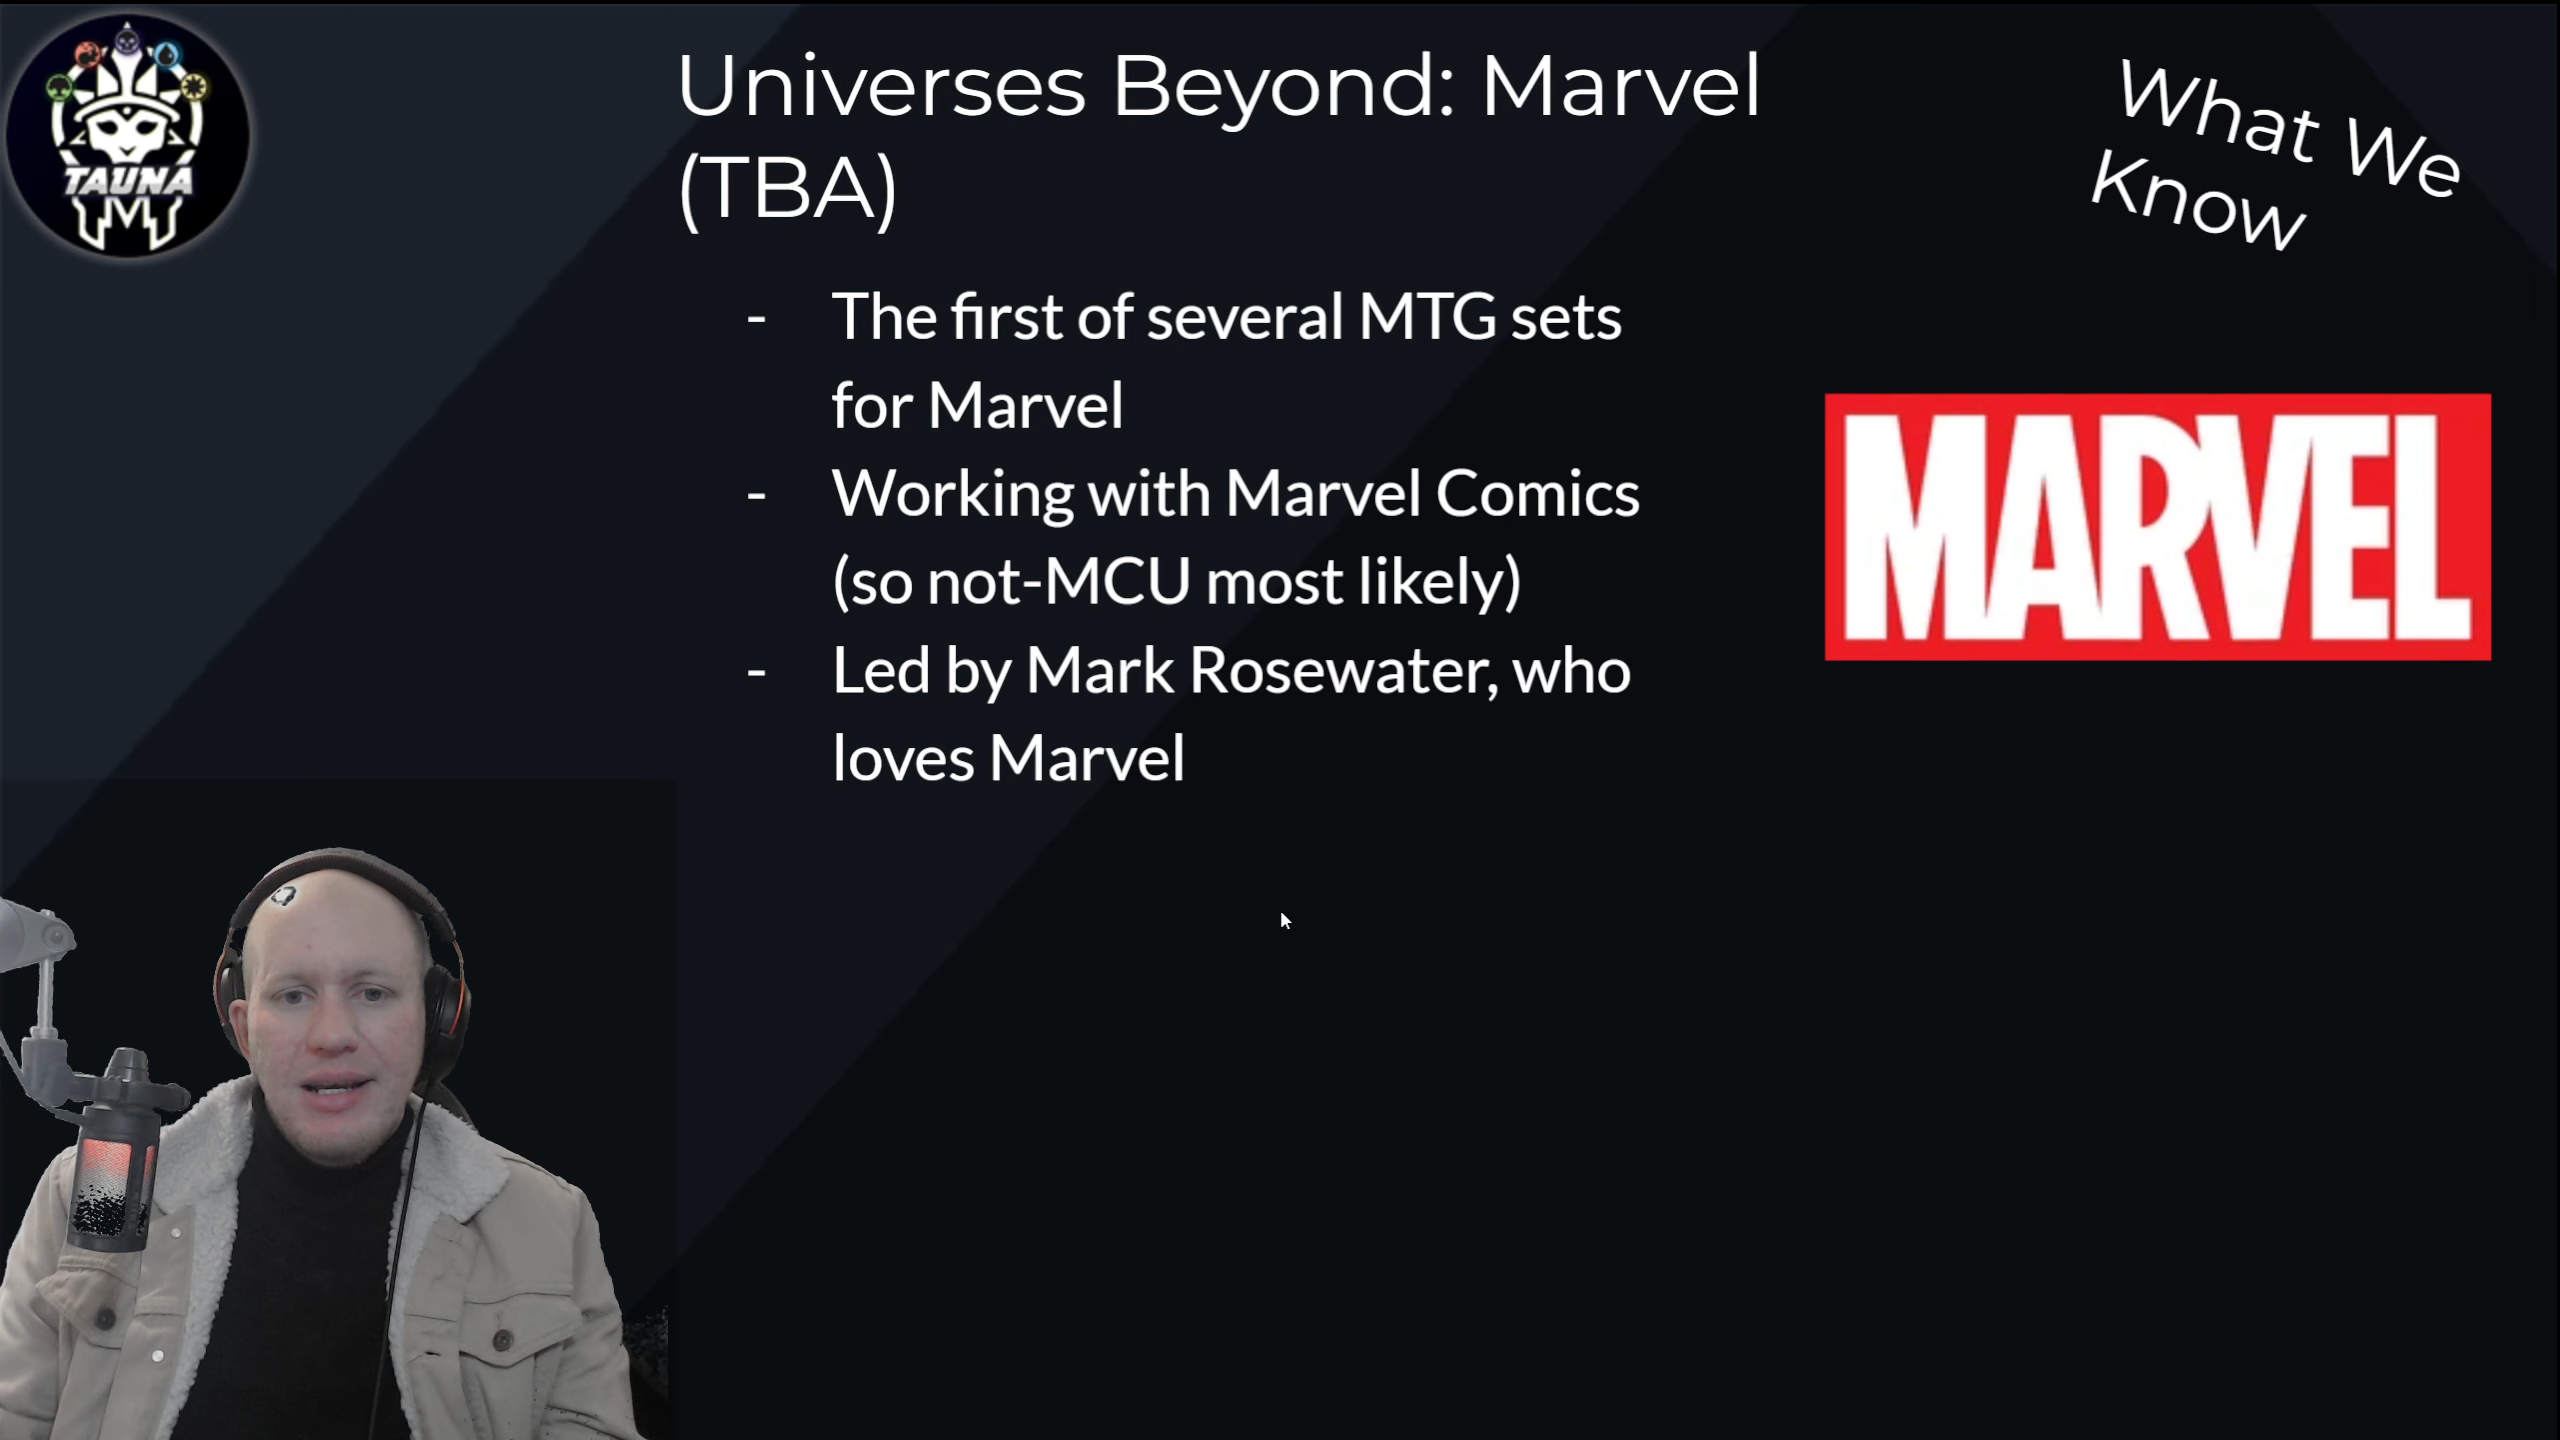 Universes Beyond: Marvel
(TBA)
What We
Know
- The first of several MTG sets
for Marvel
- Working with Marvel Comics
(so not-MCU most likely)
- Led by Mark Rosewater, who
loves Marvel
MARVEL
TAUNA